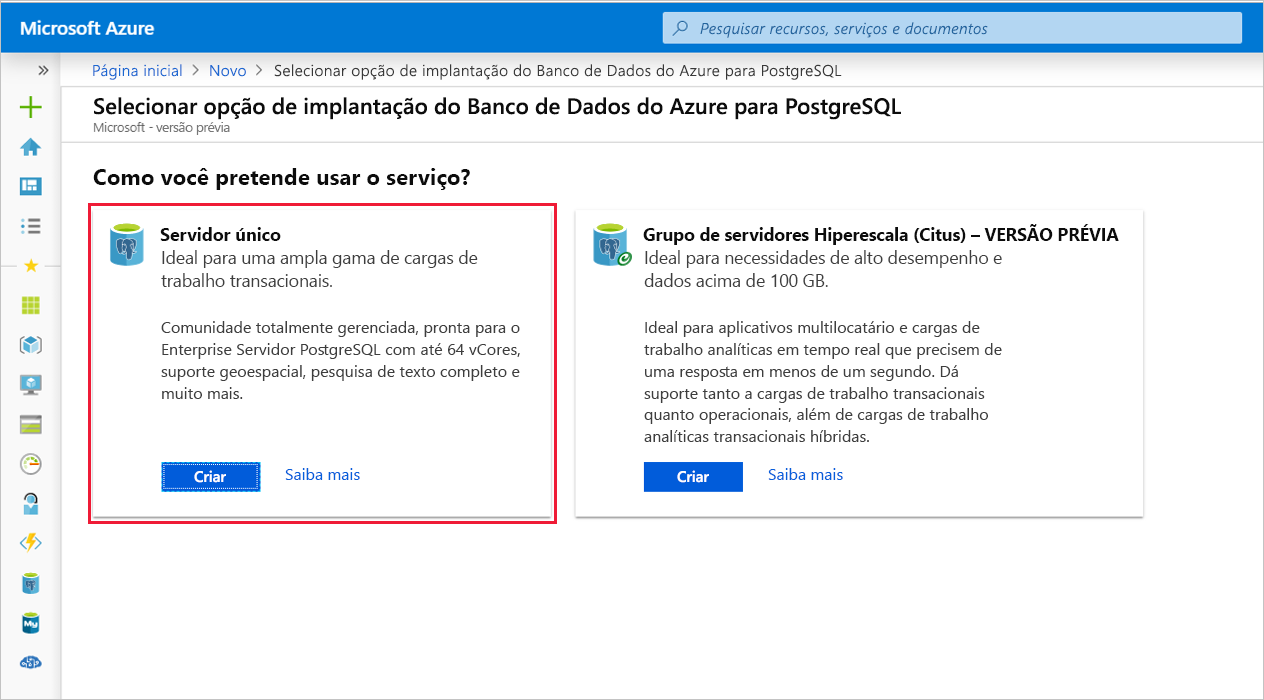 Microsoft Azure
Pesquisar recursos, serviços e documentos
Página inicial > Novo > Selecionar opção de implantação do Banco de Dados do Azure para PostgreSQL
Selecionar opção de implantação do Banco de Dados do Azure para PostgreSQL
Microsoft - versão prévia
Como você pretende usar o serviço?
Servidor único
Ideal para uma ampla gama de cargas de
trabalho transacionais.
Comunidade totalmente gerenciada, pronta para o
Enterprise Servidor PostgreSQL com até 64 vCores,
suporte geoespacial, pesquisa de texto completo e
muito mais.
Criar
Saiba mais
Grupo de servidores Hiperescala (Citus) – VERSÃO PRÉVIA
Ideal para necessidades de alto desempenho e
dados acima de 100 GB.
Ideal para aplicativos multilocatário e cargas de
trabalho analíticas em tempo real que precisem de
uma resposta em menos de um segundo. Dá
suporte tanto a cargas de trabalho transacionais
quanto operacionais, além de cargas de trabalho
analíticas transacionais híbridas.
Criar
Saiba mais
My